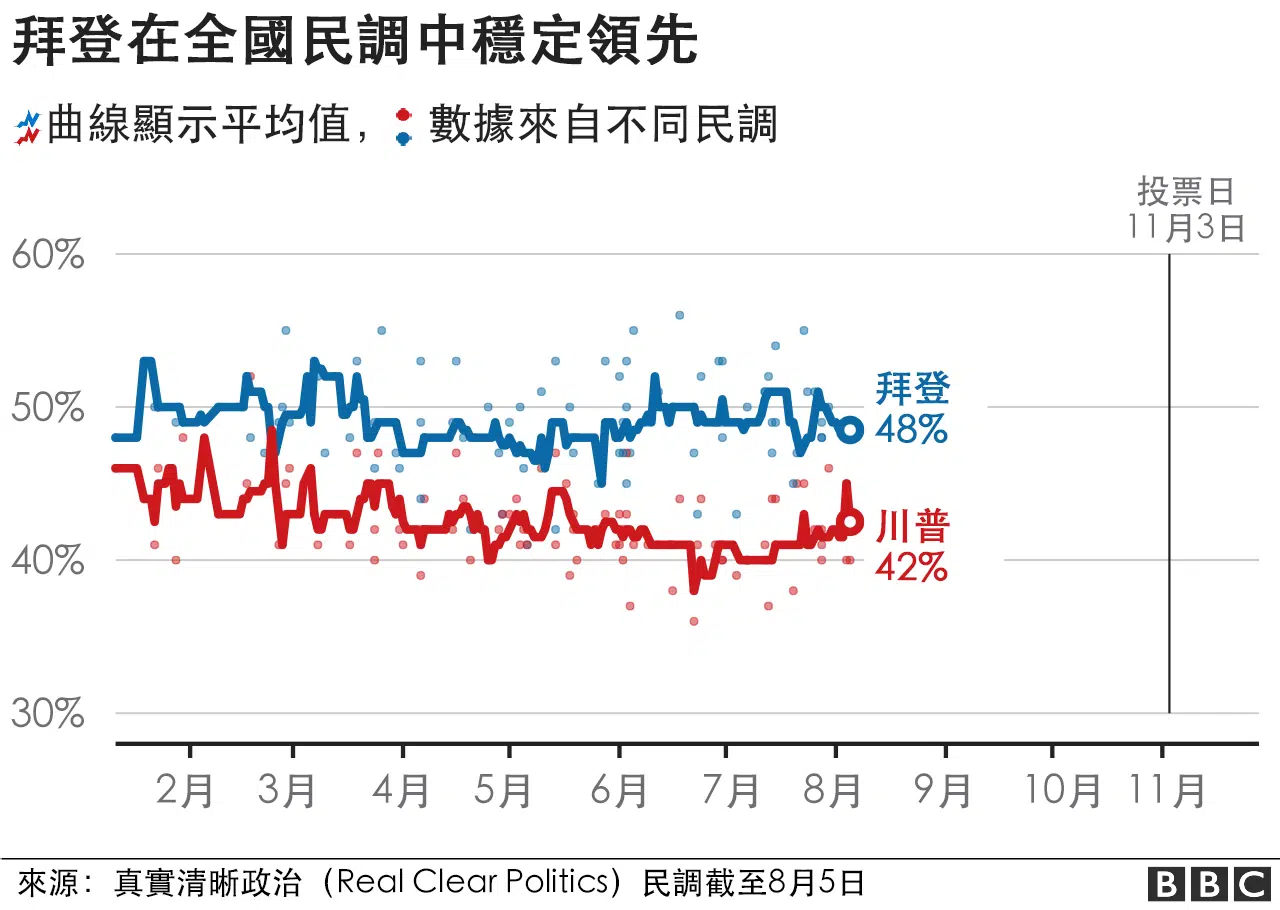 拜登在全國民調中穩定領先
曲線顯示平均值， 數據來自不同民調
投票日
11月3日
60%
50%
40%
30%
拜登
48%
川普
42%
2月 3月 4月 5月 6月 7月 8月 9月 10月 11月
來源：真實清晰政治（Real Clear Politics）民調截至8月5日
BBC